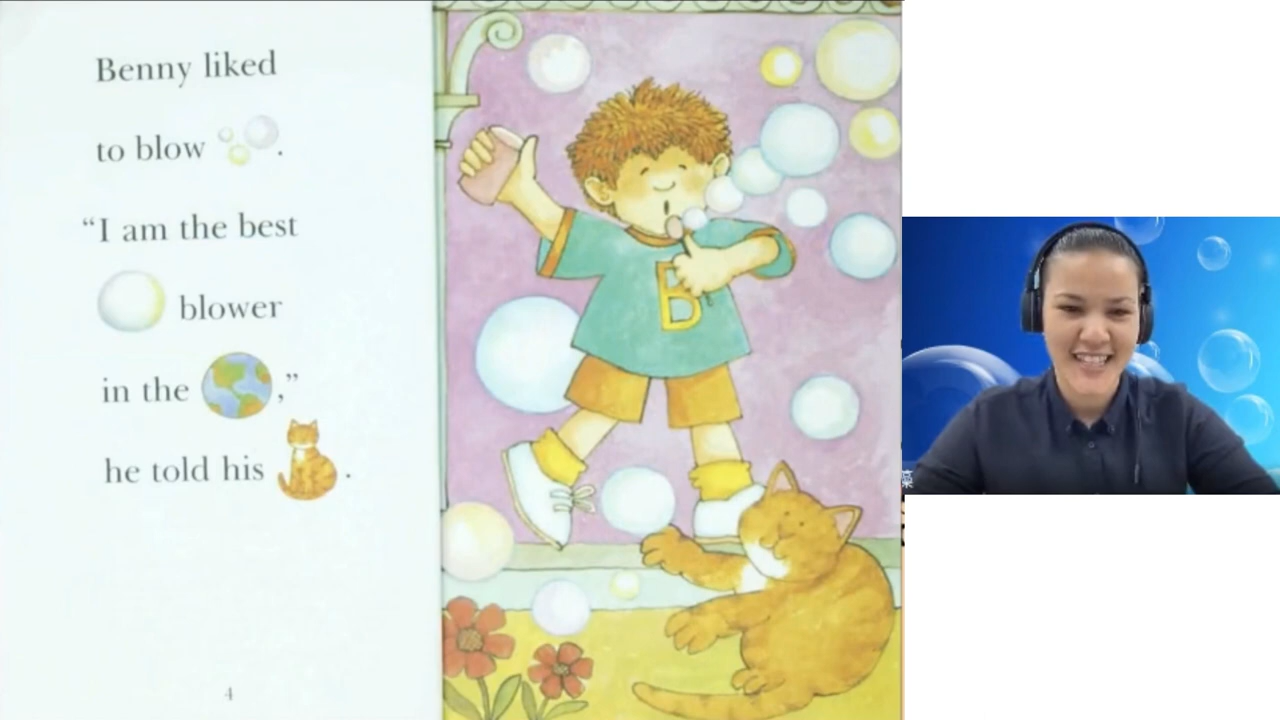 Benny liked
to blow .
“I am the best
blower
in the ,”
he told his .
4
B